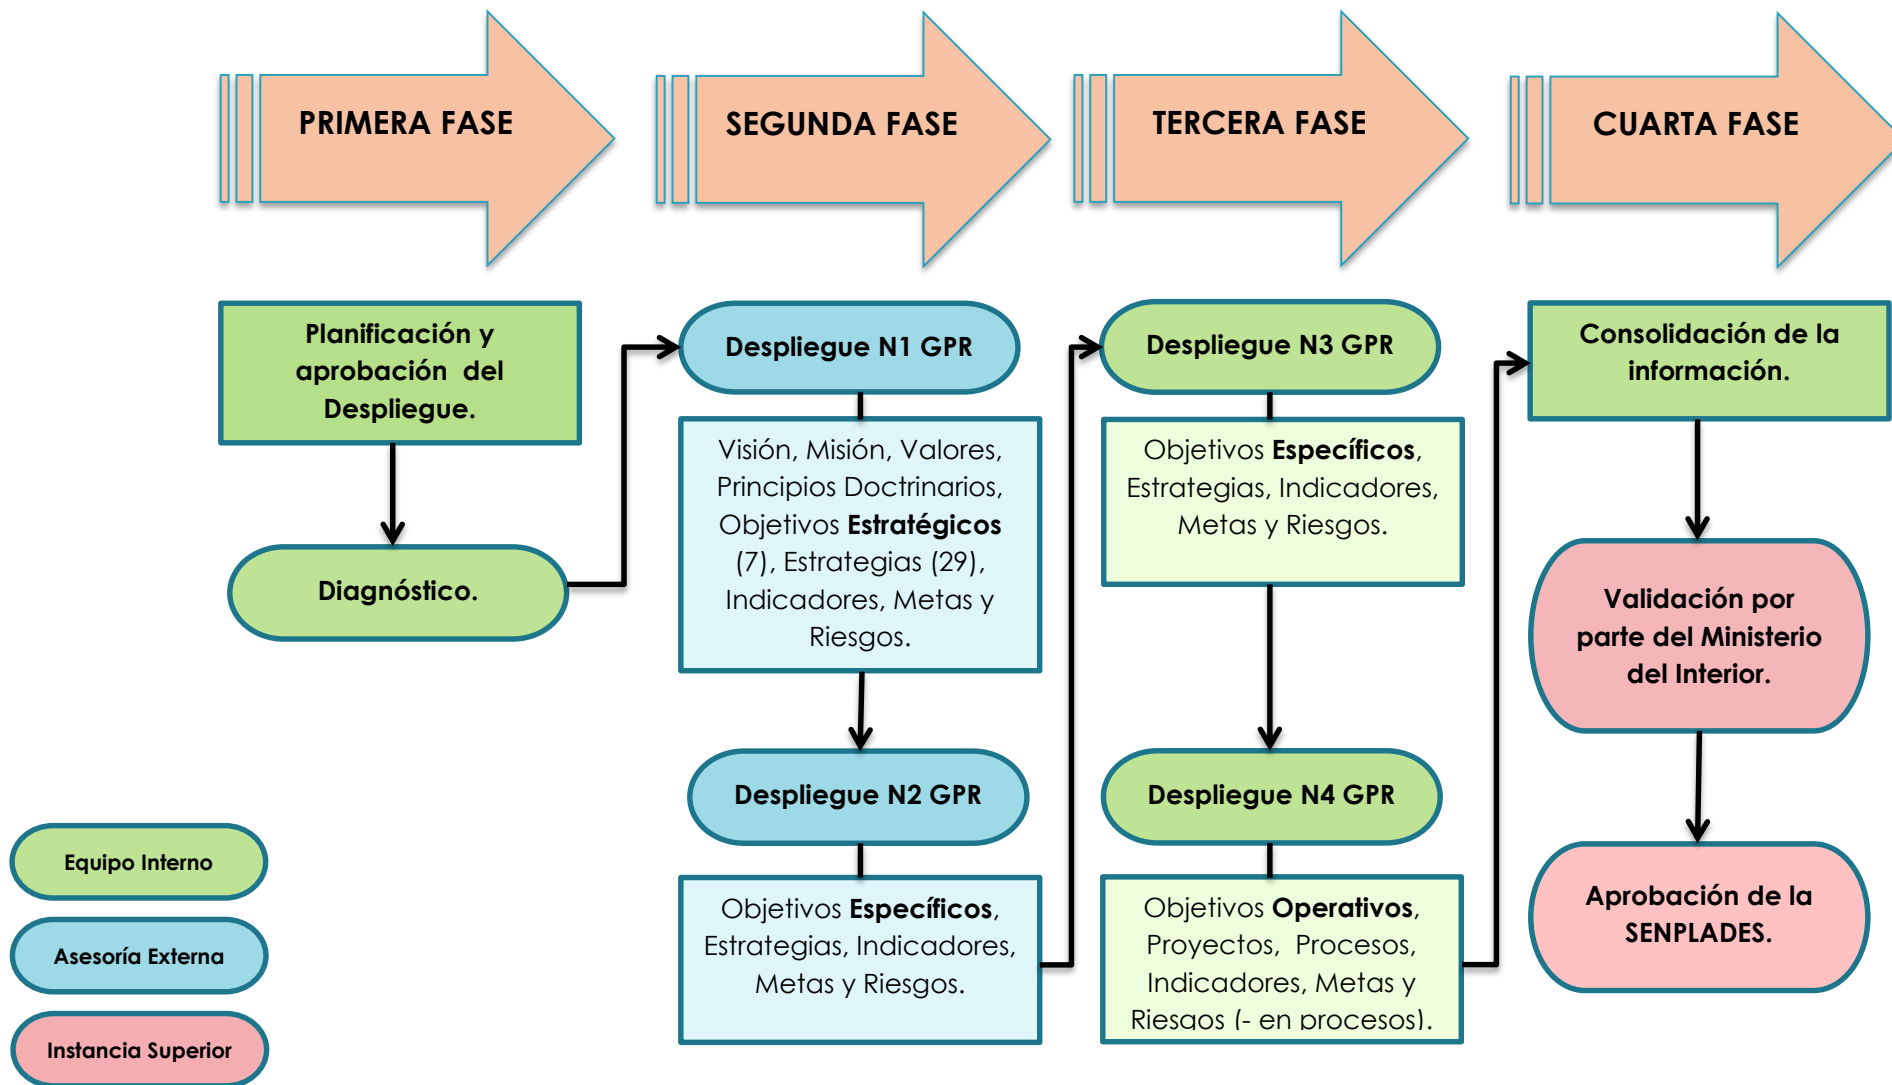 PRIMERA FASE
SEGUNDA FASE
TERCERA FASE
CUARTA FASE
Planificación y
aprobación del
Despliegue.
Diagnóstico.
Despliegue N1 GPR
Visión, Misión, Valores,
Principios Doctrinarios,
Objetivos Estratégicos
(7), Estrategias (29),
Indicadores, Metas y
Riesgos.
Despliegue N2 GPR
Objetivos Específicos,
Estrategias, Indicadores,
Metas y Riesgos.
Despliegue N3 GPR
Objetivos Específicos,
Estrategias, Indicadores,
Metas y Riesgos.
Despliegue N4 GPR
Objetivos Operativos,
Proyectos, Procesos,
Indicadores, Metas y
Riesgos (- en procesos).
Consolidación de la
información.
Validación por
parte del Ministerio
del Interior.
Aprobación de la
SENPLADES.
Equipo Interno
Asesoría Externa
Instancia Superior